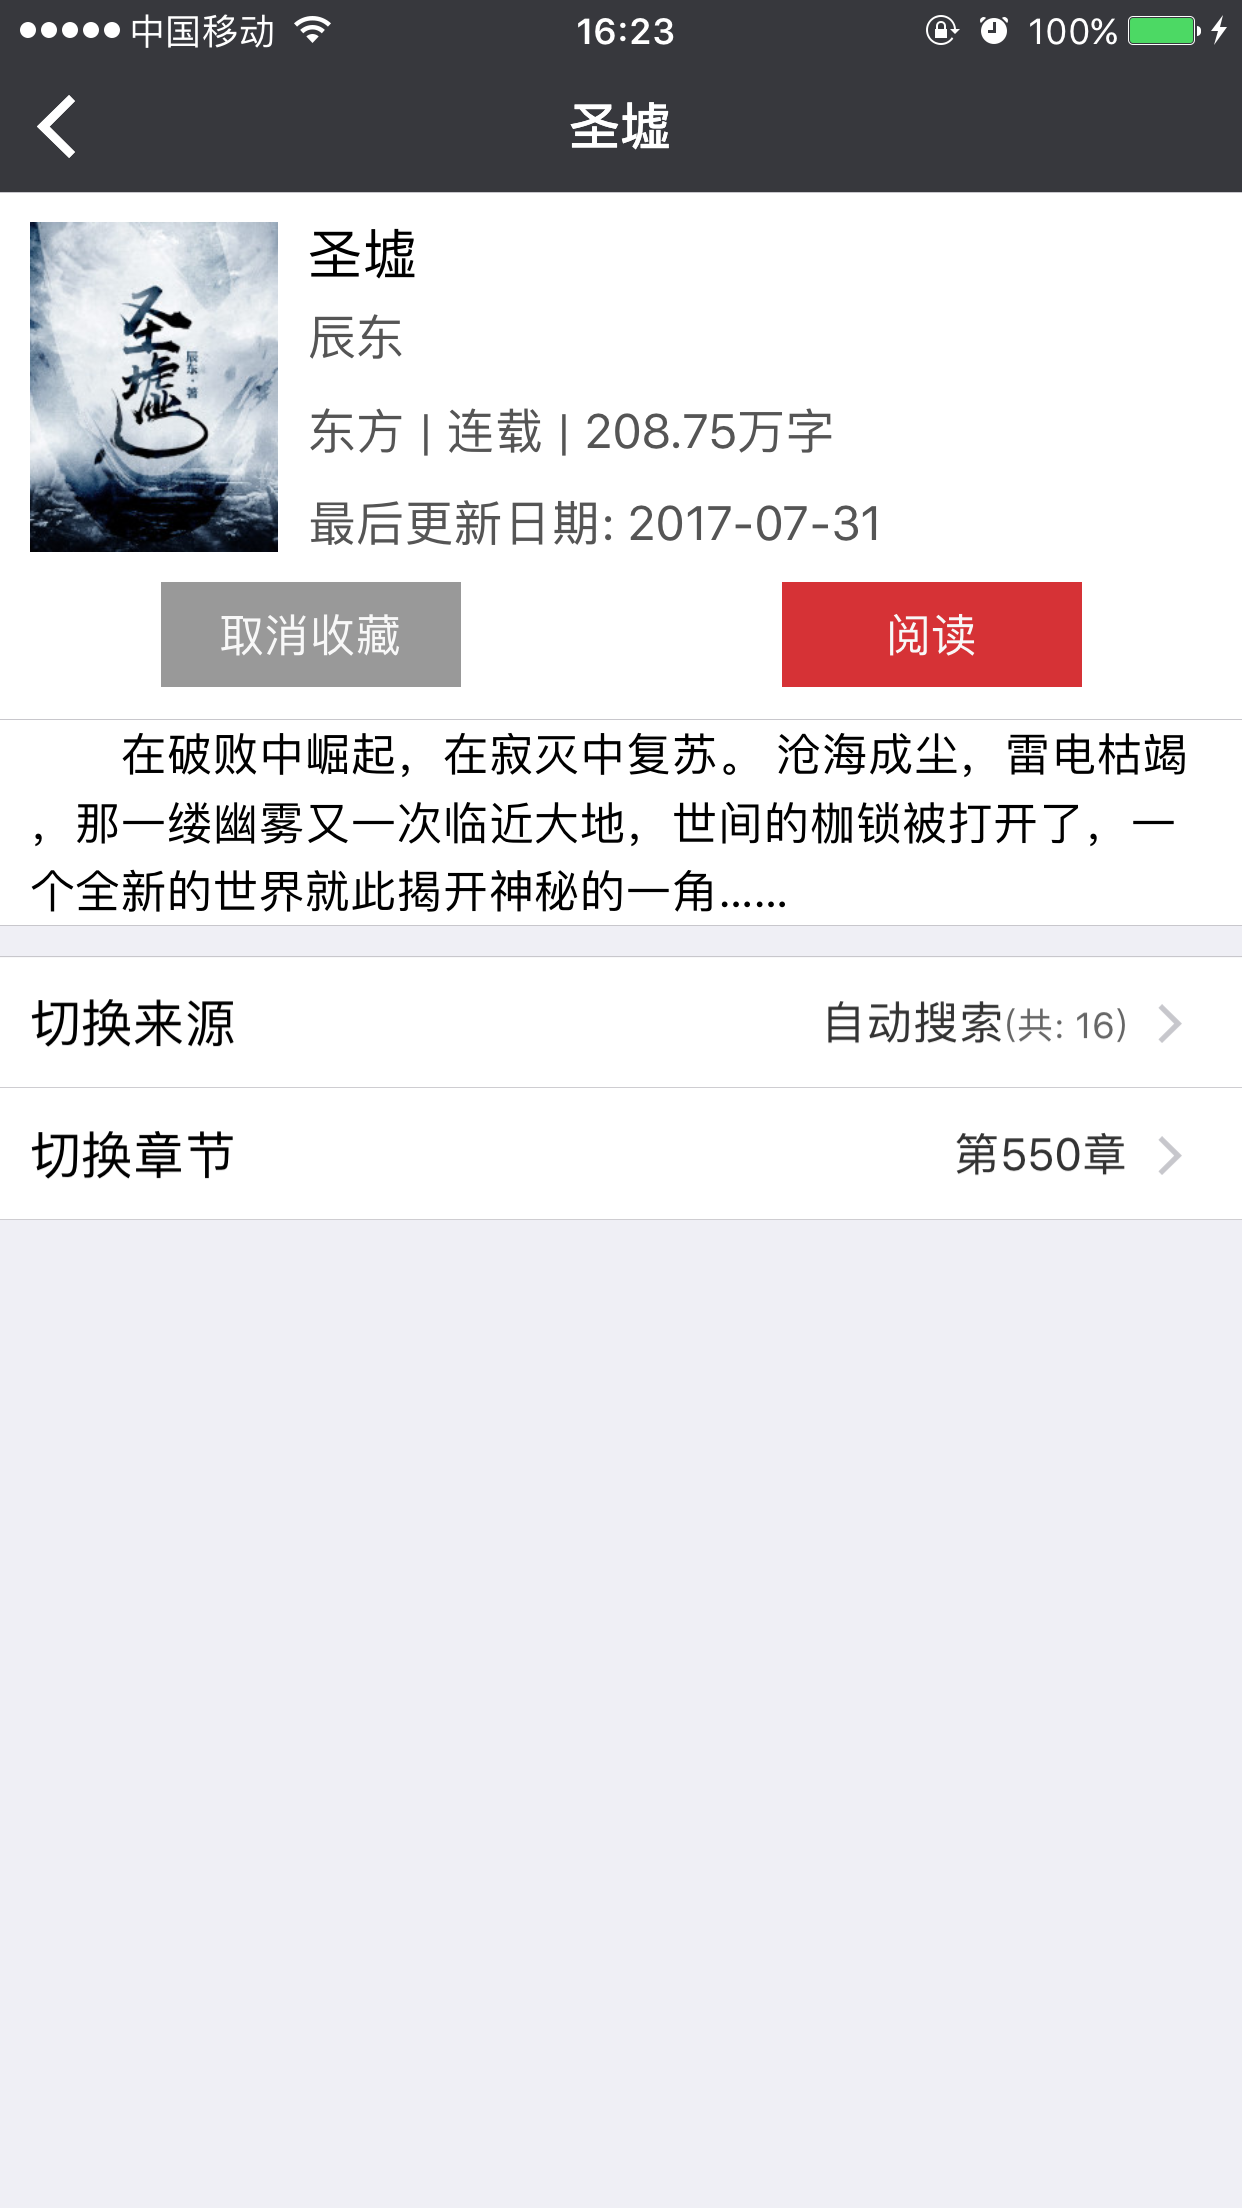 中国移动 16:23 100%
圣墟
圣墟
辰东·著
圣墟
辰东
东方 | 连载 | 208.75万字
最后更新日期: 2017-07-31
取消收藏 阅读
在破败中崛起，在寂灭中复苏。 沧海成尘，雷电枯竭
，那一缕幽雾又一次临近大地，世间的枷锁被打开了，一
个全新的世界就此揭开神秘的一角......
切换来源 自动搜索(共: 16)
切换章节 第550章